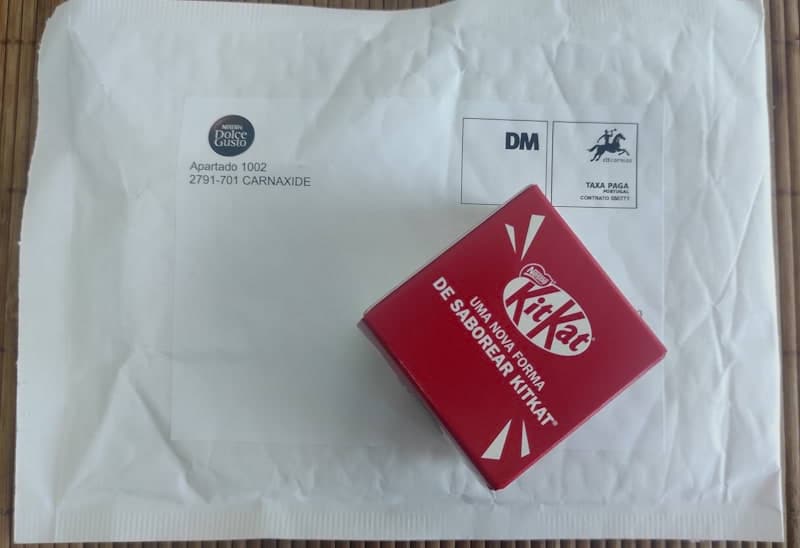 NESCAFÉ
Dolce
Gusto
Apartado 1002
2791-701 CARNAXIDE
DM
ctt correios
TAXA PAGA
PORTUGAL
Nestlé
KitKat
UMA NOVA FORMA
DE SABOREAR KITKAT®